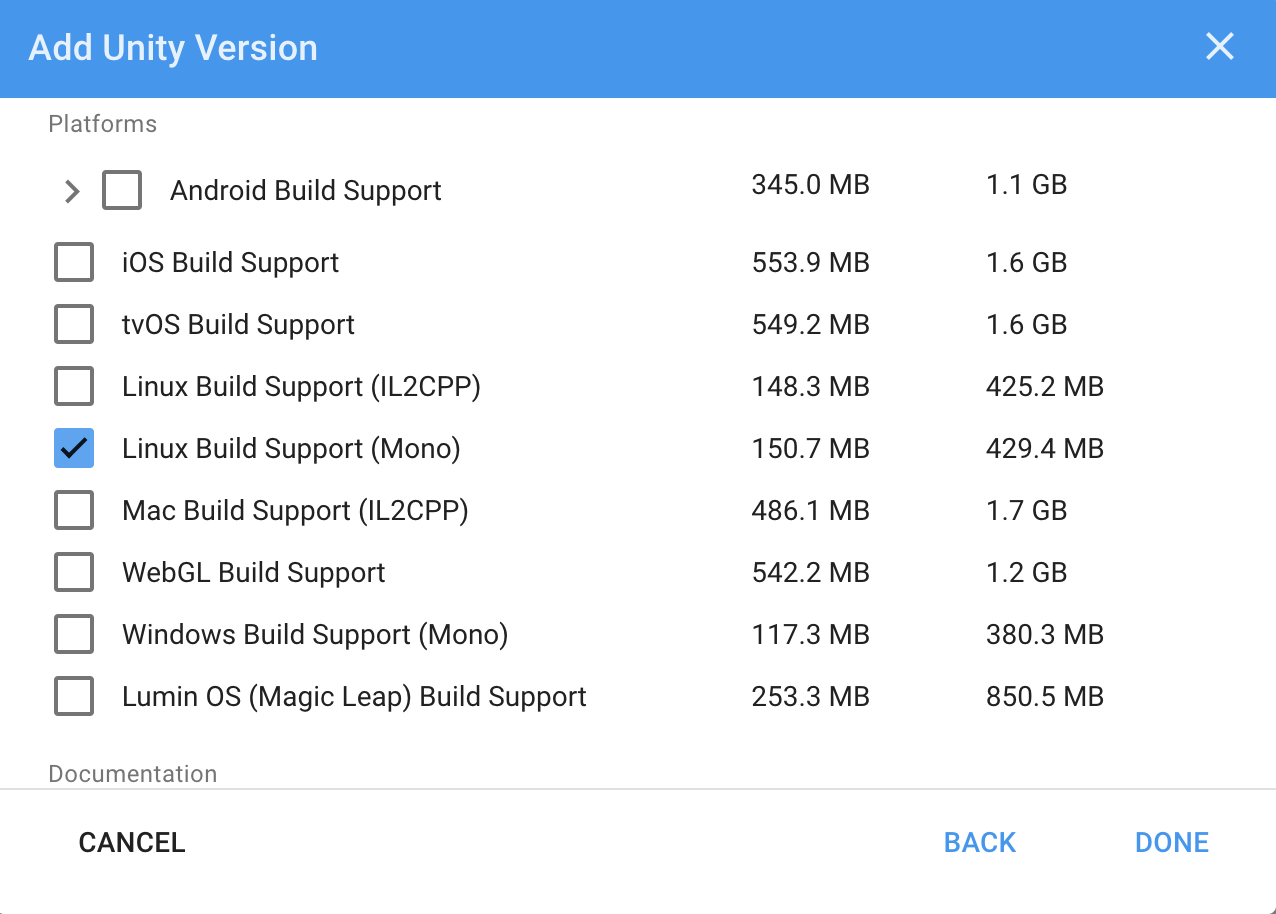 Add Unity Version
Platforms
Android Build Support 345.0 MB 1.1 GB
iOS Build Support 553.9 MB 1.6 GB
tvOS Build Support 549.2 MB 1.6 GB
Linux Build Support (IL2CPP) 148.3 MB 425.2 MB
Linux Build Support (Mono) 150.7 MB 429.4 MB
Mac Build Support (IL2CPP) 486.1 MB 1.7 GB
WebGL Build Support 542.2 MB 1.2 GB
Windows Build Support (Mono) 117.3 MB 380.3 MB
Lumin OS (Magic Leap) Build Support 253.3 MB 850.5 MB
Documentation
CANCEL BACK DONE